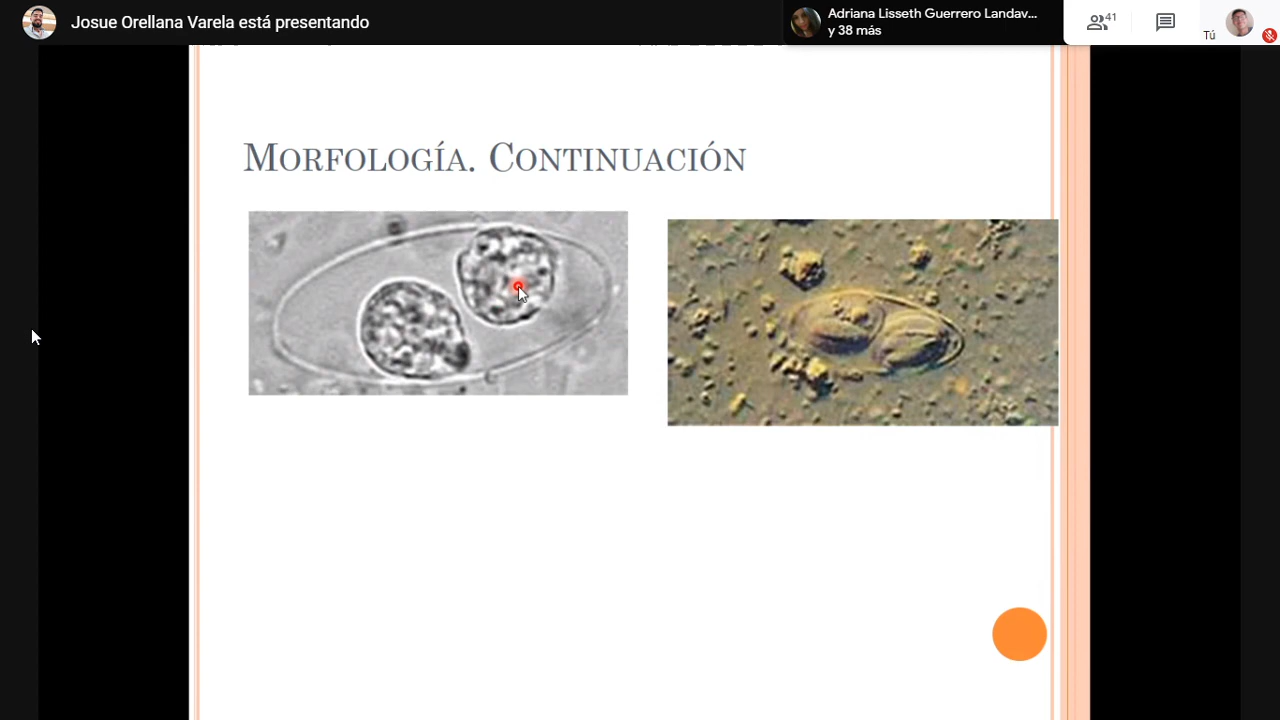 Josue Orellana Varela está presentando
Adriana Lisseth Guerrero Landav...
y 38 más
41
Tú
Morfología. Continuación